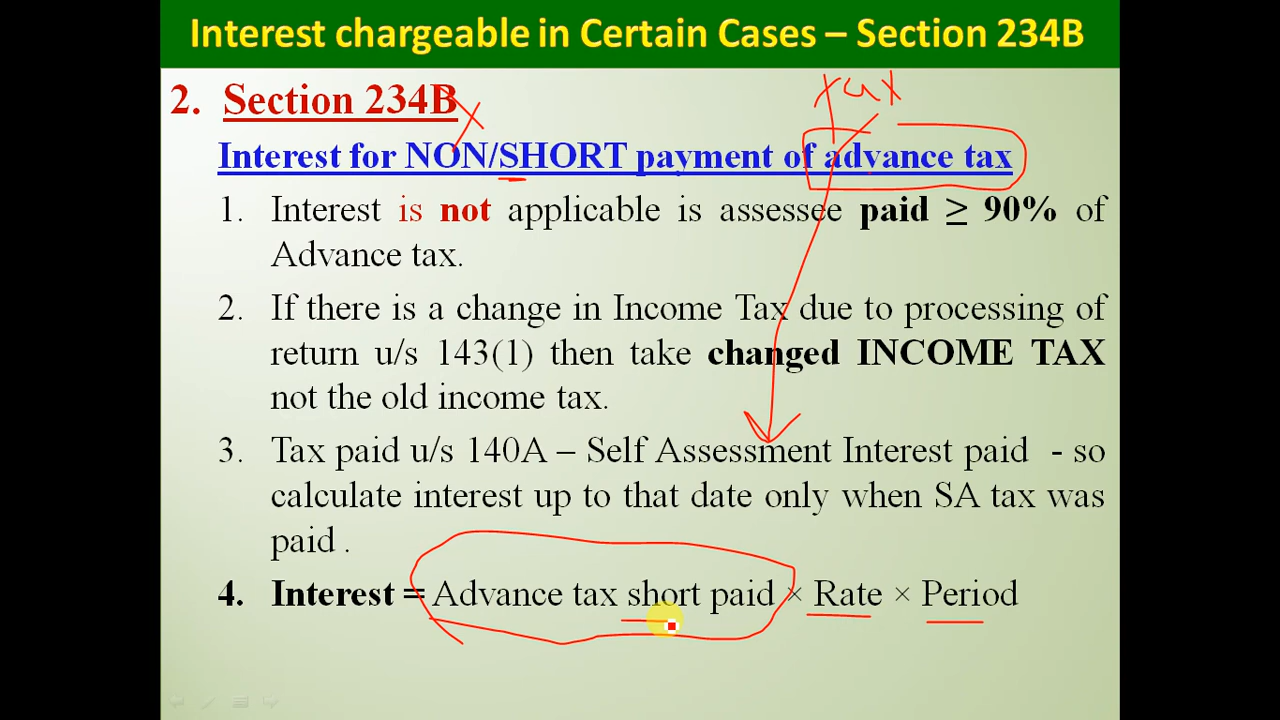 Interest chargeable in Certain Cases – Section 234B
2. Section 234B
tax
Interest for NON/SHORT payment of advance tax
1. Interest is not applicable is assessee paid ≥ 90% of
Advance tax.
2. If there is a change in Income Tax due to processing of
return u/s 143(1) then take changed INCOME TAX
not the old income tax.
3. Tax paid u/s 140A – Self Assessment Interest paid - so
calculate interest up to that date only when SA tax was
paid .
4. Interest = Advance tax short paid × Rate × Period